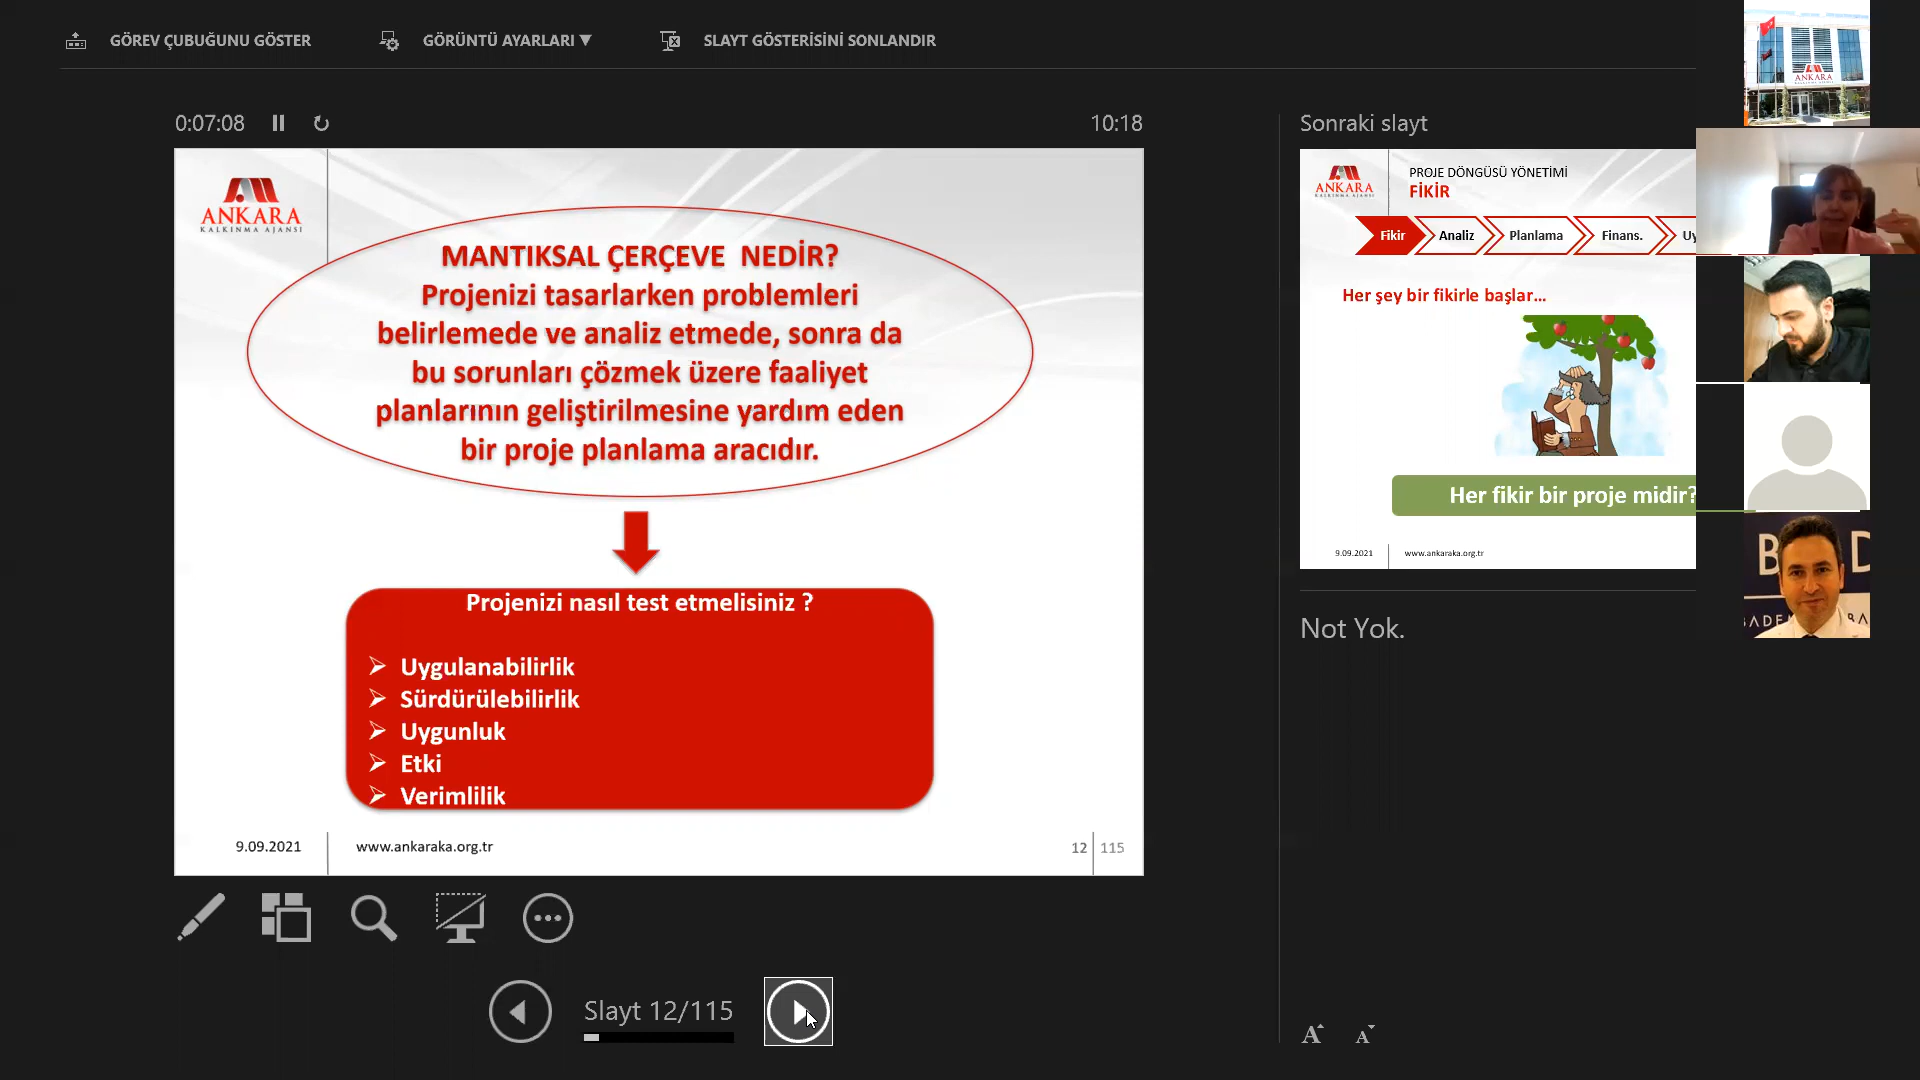 GÖREV ÇUBUĞUNU GÖSTER
GÖRÜNTÜ AYARLARI ▼
SLAYT GÖSTERİSİNİ SONLANDIR
0:07:08
10:18
ANKARA
KALKINMA AJANSI
MANTIKSAL ÇERÇEVE NEDİR?
Projenizi tasarlarken problemleri
belirlemede ve analiz etmede, sonra da
bu sorunları çözmek üzere faaliyet
planlarının geliştirilmesine yardım eden
bir proje planlama aracıdır.
Projenizi nasıl test etmelisiniz ?
➢ Uygulanabilirlik
➢ Sürdürülebilirlik
➢ Uygunluk
➢ Etki
➢ Verimlilik
9.09.2021
www.ankaraka.org.tr
12 115
Slayt 12/115
Sonraki slayt
ANKARA
KALKINMA AJANSI
PROJE DÖNGÜSÜ YÖNETİMİ
FİKİR
Fikir
Analiz
Planlama
Finans.
Uy
Her şey bir fikirle başlar...
Her fikir bir proje midir?
9.09.2021
www.ankaraka.org.tr
Not Yok.
A A
ANKARA